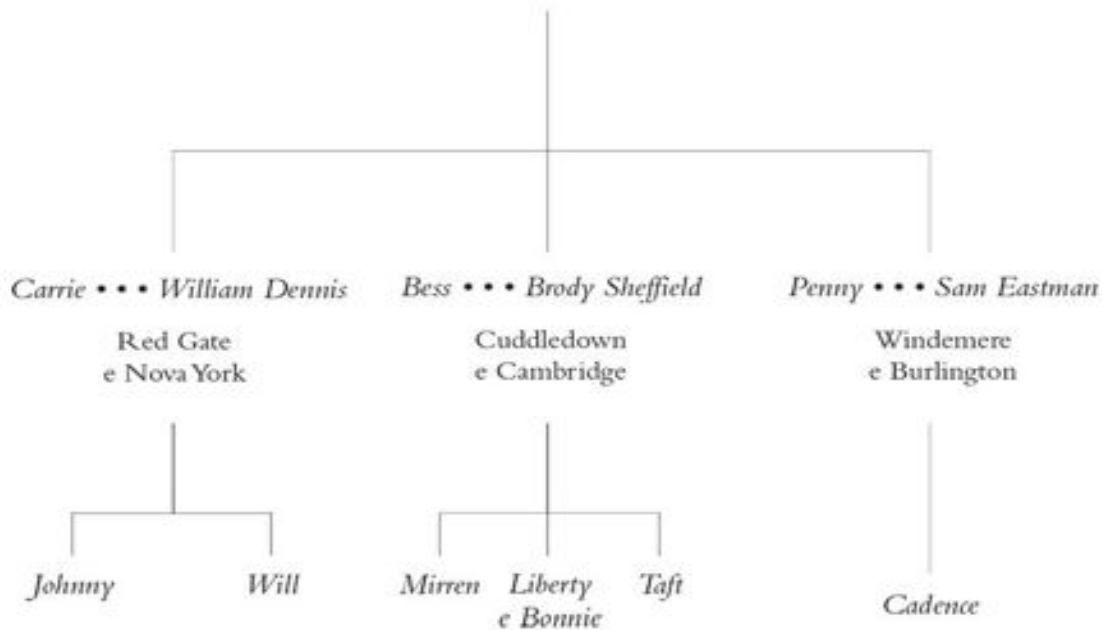 Carrie • • • William Dennis
Red Gate
e Nova York
Bess • • • Brody Sheffield
Cuddledown
e Cambridge
Penny • • • Sam Eastman
Windemere
e Burlington
Johnny
Will
Mirren
Liberty
e Bonnie
Taft
Cadence